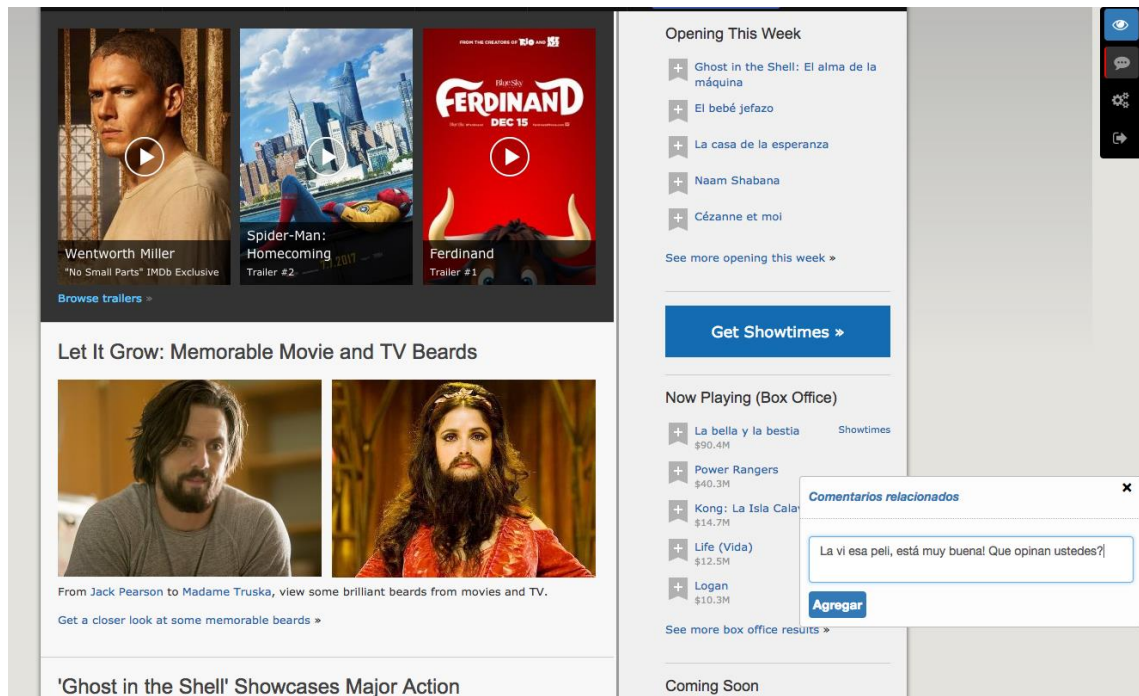 FROM THE CREATORS OF RIO AND ICE AGE
BlueSky
FERDINAND
DEC 15
Wentworth Miller
"No Small Parts" IMDb Exclusive
Spider-Man:
Homecoming
Trailer #2
7.7.2017
Ferdinand
Trailer #1
Browse trailers »
Let It Grow: Memorable Movie and TV Beards
From Jack Pearson to Madame Truska, view some brilliant beards from movies and TV.
Get a closer look at some memorable beards »
'Ghost in the Shell' Showcases Major Action
Opening This Week
Ghost in the Shell: El alma de la
máquina
El bebé jefazo
La casa de la esperanza
Naam Shabana
Cézanne et moi
See more opening this week »
Get Showtimes »
Now Playing (Box Office)
La bella y la bestia Showtimes
$90.4M
Power Rangers
$40.3M
Kong: La Isla Cala
$14.7M
Life (Vida)
$12.5M
Logan
$10.3M
See more box office results »
Coming Soon
Comentarios relacionados
La vi esa peli, está muy buena! Que opinan ustedes?
Agregar